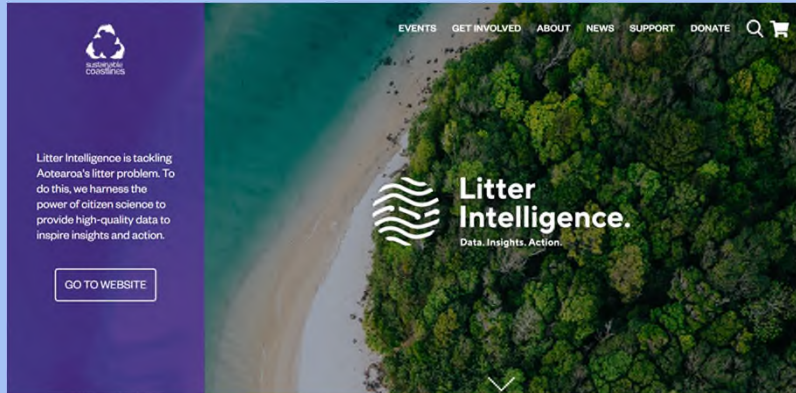 sustainable
coastlines
EVENTS GET INVOLVED ABOUT NEWS SUPPORT DONATE
Litter Intelligence is tackling
Aotearoa's litter problem. To
do this, we harness the
power of citizen science to
provide high-quality data to
inspire insights and action.
GO TO WEBSITE
Litter
Intelligence.
Data. Insights. Action.